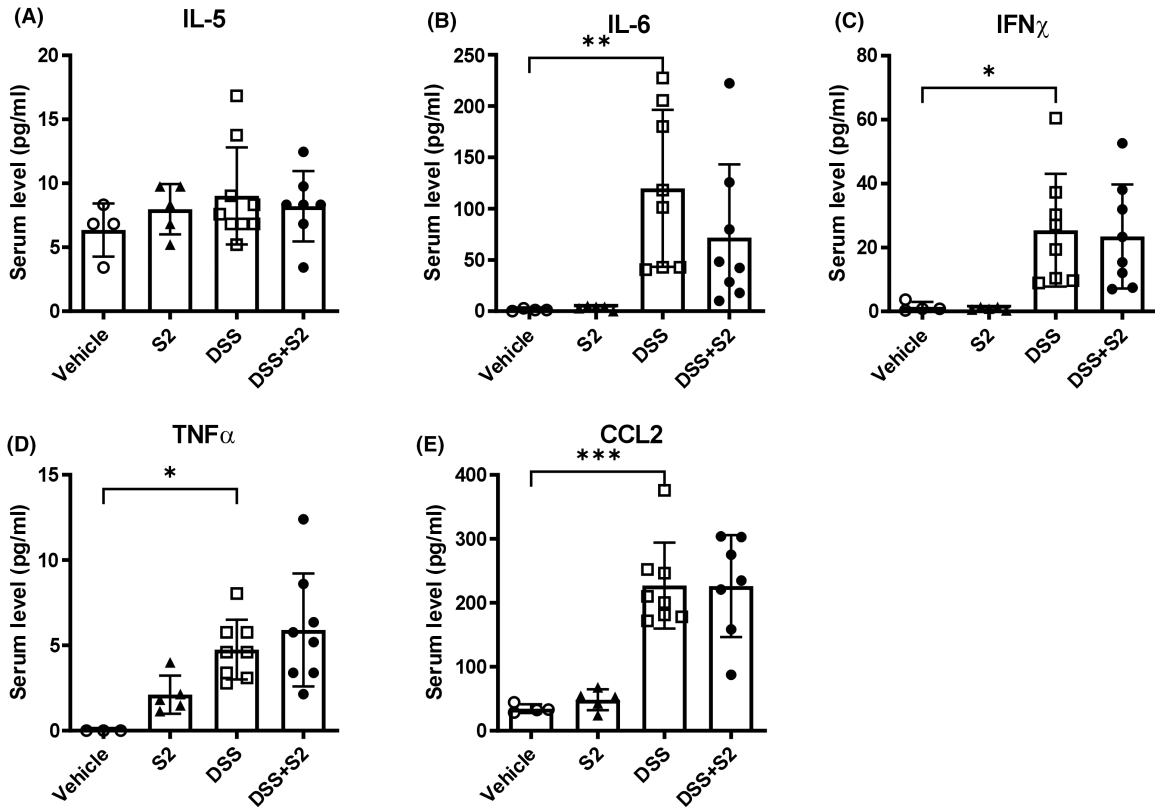 (A)
IL-5
Serum level (pg/ml)
20
15
10
5
0
Vehicle
S2
DSS
DSS+S2
(B)
IL-6
**
Serum level (pg/ml)
250
200
150
100
50
0
Vehicle
S2
DSS
DSS+S2
(C)
IFNχ
*
Serum level (pg/ml)
80
60
40
20
0
Vehicle
S2
DSS
DSS+S2
(D)
TNFα
*
Serum level (pg/ml)
15
10
5
0
Vehicle
S2
DSS
DSS+S2
(E)
CCL2
***
Serum level (pg/ml)
400
300
200
100
0
Vehicle
S2
DSS
DSS+S2